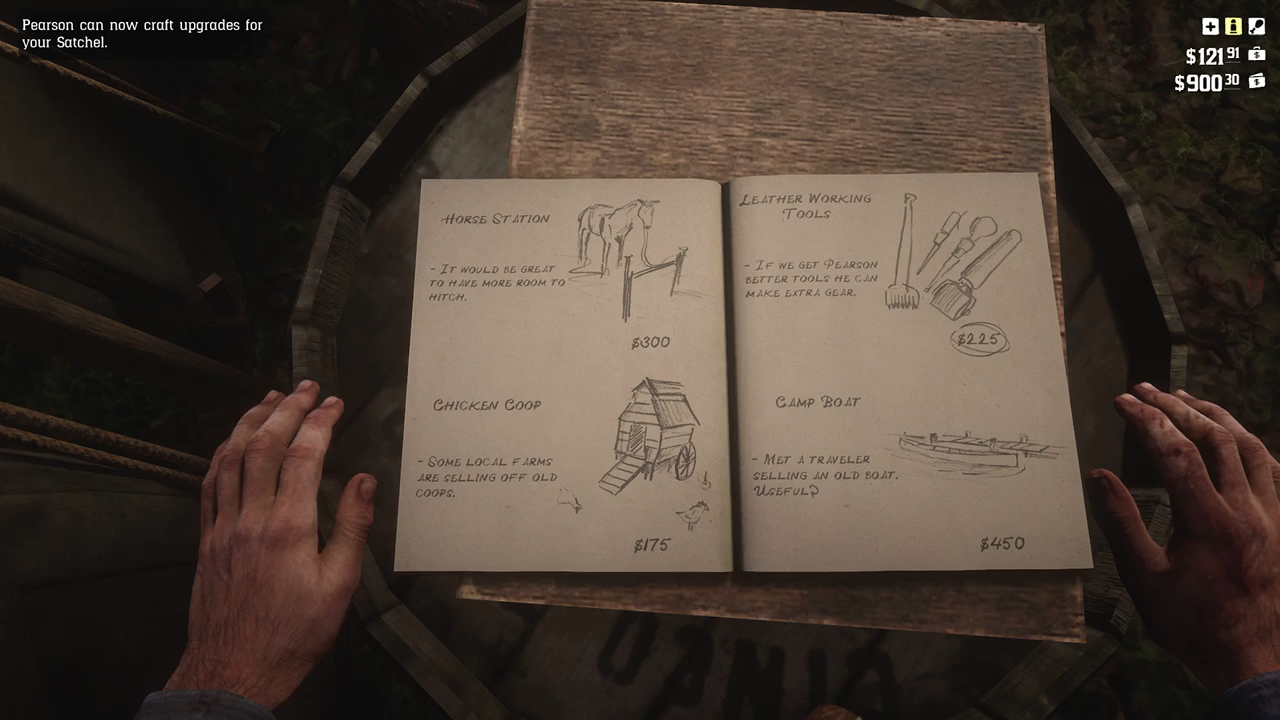 Pearson can now craft upgrades for
your Satchel.
$121 91
$900 30
HORSE STATION
- IT WOULD BE GREAT
TO HAVE MORE ROOM TO
HITCH.
$300
CHICKEN COOP
- SOME LOCAL FARMS
ARE SELLING OFF OLD
COOPS.
$175
LEATHER WORKING
TOOLS
- IF WE GET PEARSON
BETTER TOOLS HE CAN
MAKE EXTRA GEAR.
$225
CAMP BOAT
- MET A TRAVELER
SELLING AN OLD BOAT.
USEFUL?
$450